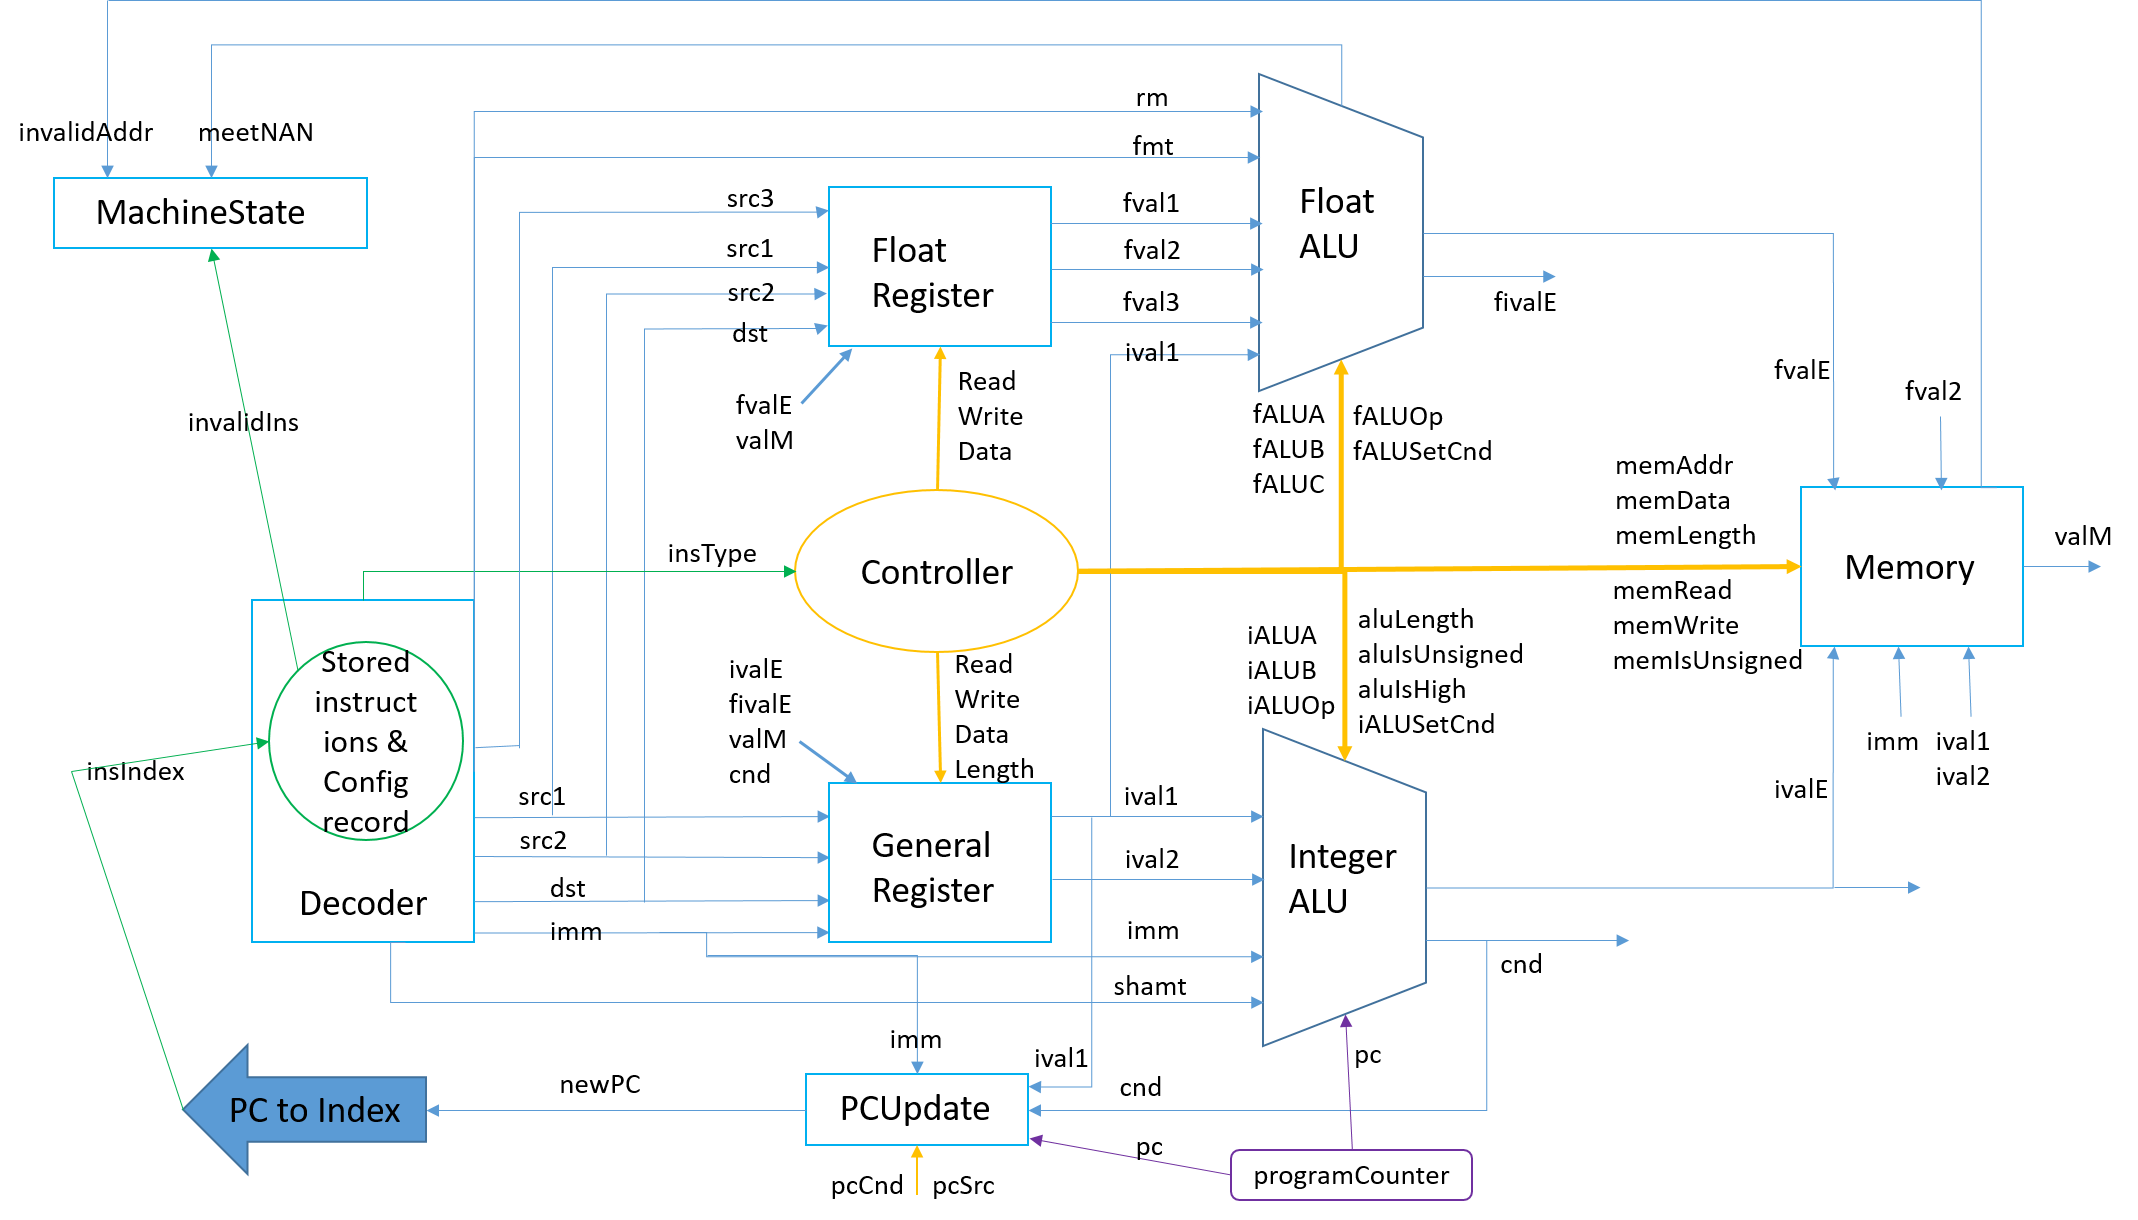 invalidAddr
meetNAN
MachineState
rm
fmt
src3
src1
src2
dst
Float
Register
fval1
fval2
fval3
ival1
Float
ALU
fivalE
fvalE
fval2
fvalE
valM
Read
Write
Data
fALUA
fALUB
fALUC
fALUOp
fALUSetCnd
invalidIns
insType
Controller
memAddr
memData
memLength
memRead
memWrite
memIsUnsigned
Memory
valM
Stored
instruct
ions &
Config
record
Decoder
insIndex
ivalE
fivalE
valM
cnd
Read
Write
Data
Length
iALUA
iALUB
iALUOp
aluLength
aluIsUnsigned
aluIsHigh
iALUSetCnd
imm
ival1
ival2
ivalE
src1
src2
dst
imm
General
Register
ival1
ival2
imm
shamt
Integer
ALU
cnd
imm
ival1
cnd
pc
newPC
PC to Index
PCUpdate
pc
programCounter
pcCnd
pcSrc